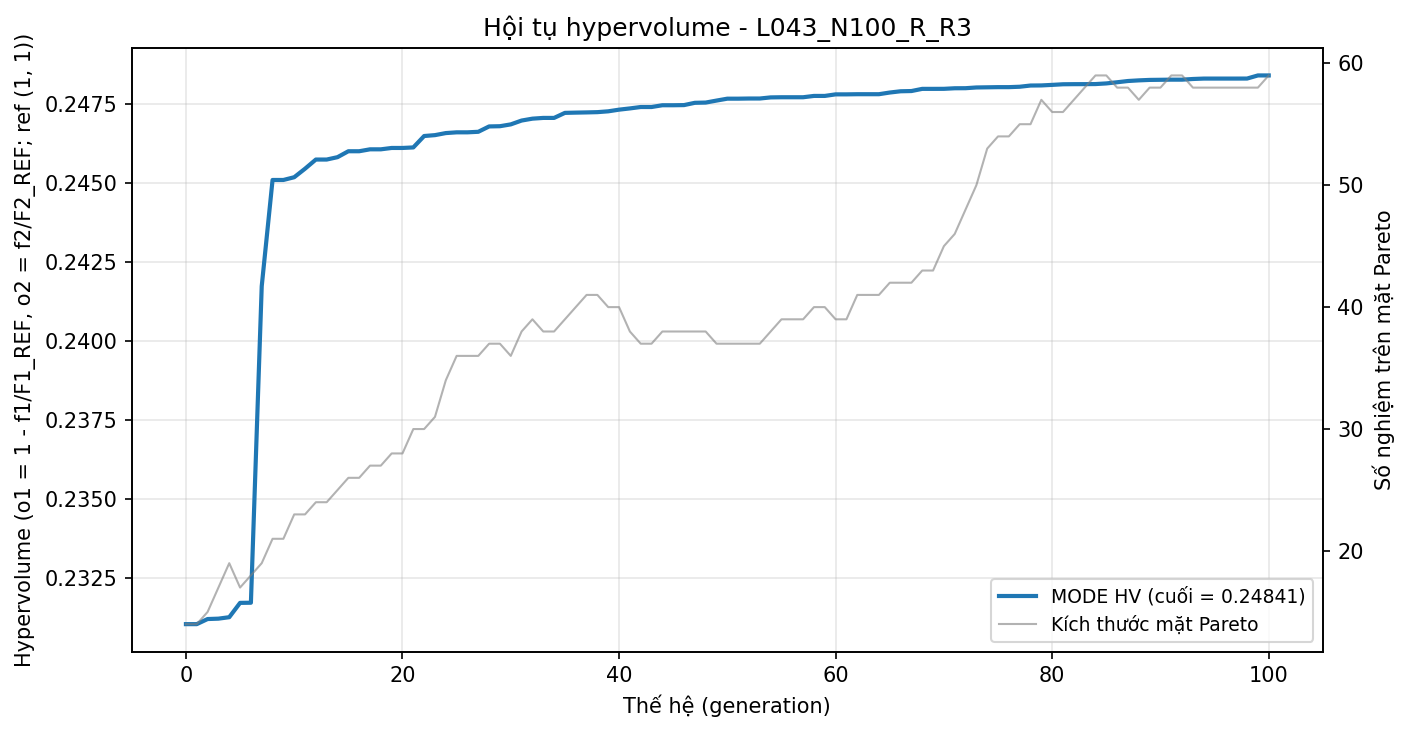 Hội tụ hypervolume - L043_N100_R_R3
Hypervolume (o1 = 1 - f1/F1_REF, o2 = f2/F2_REF; ref (1, 1))
0.2475
0.2450
0.2425
0.2400
0.2375
0.2350
0.2325
60
50
40
30
20
Số nghiệm trên mặt Pareto
MODE HV (cuối = 0.24841)
Kích thước mặt Pareto
0 20 40 60 80 100
Thế hệ (generation)